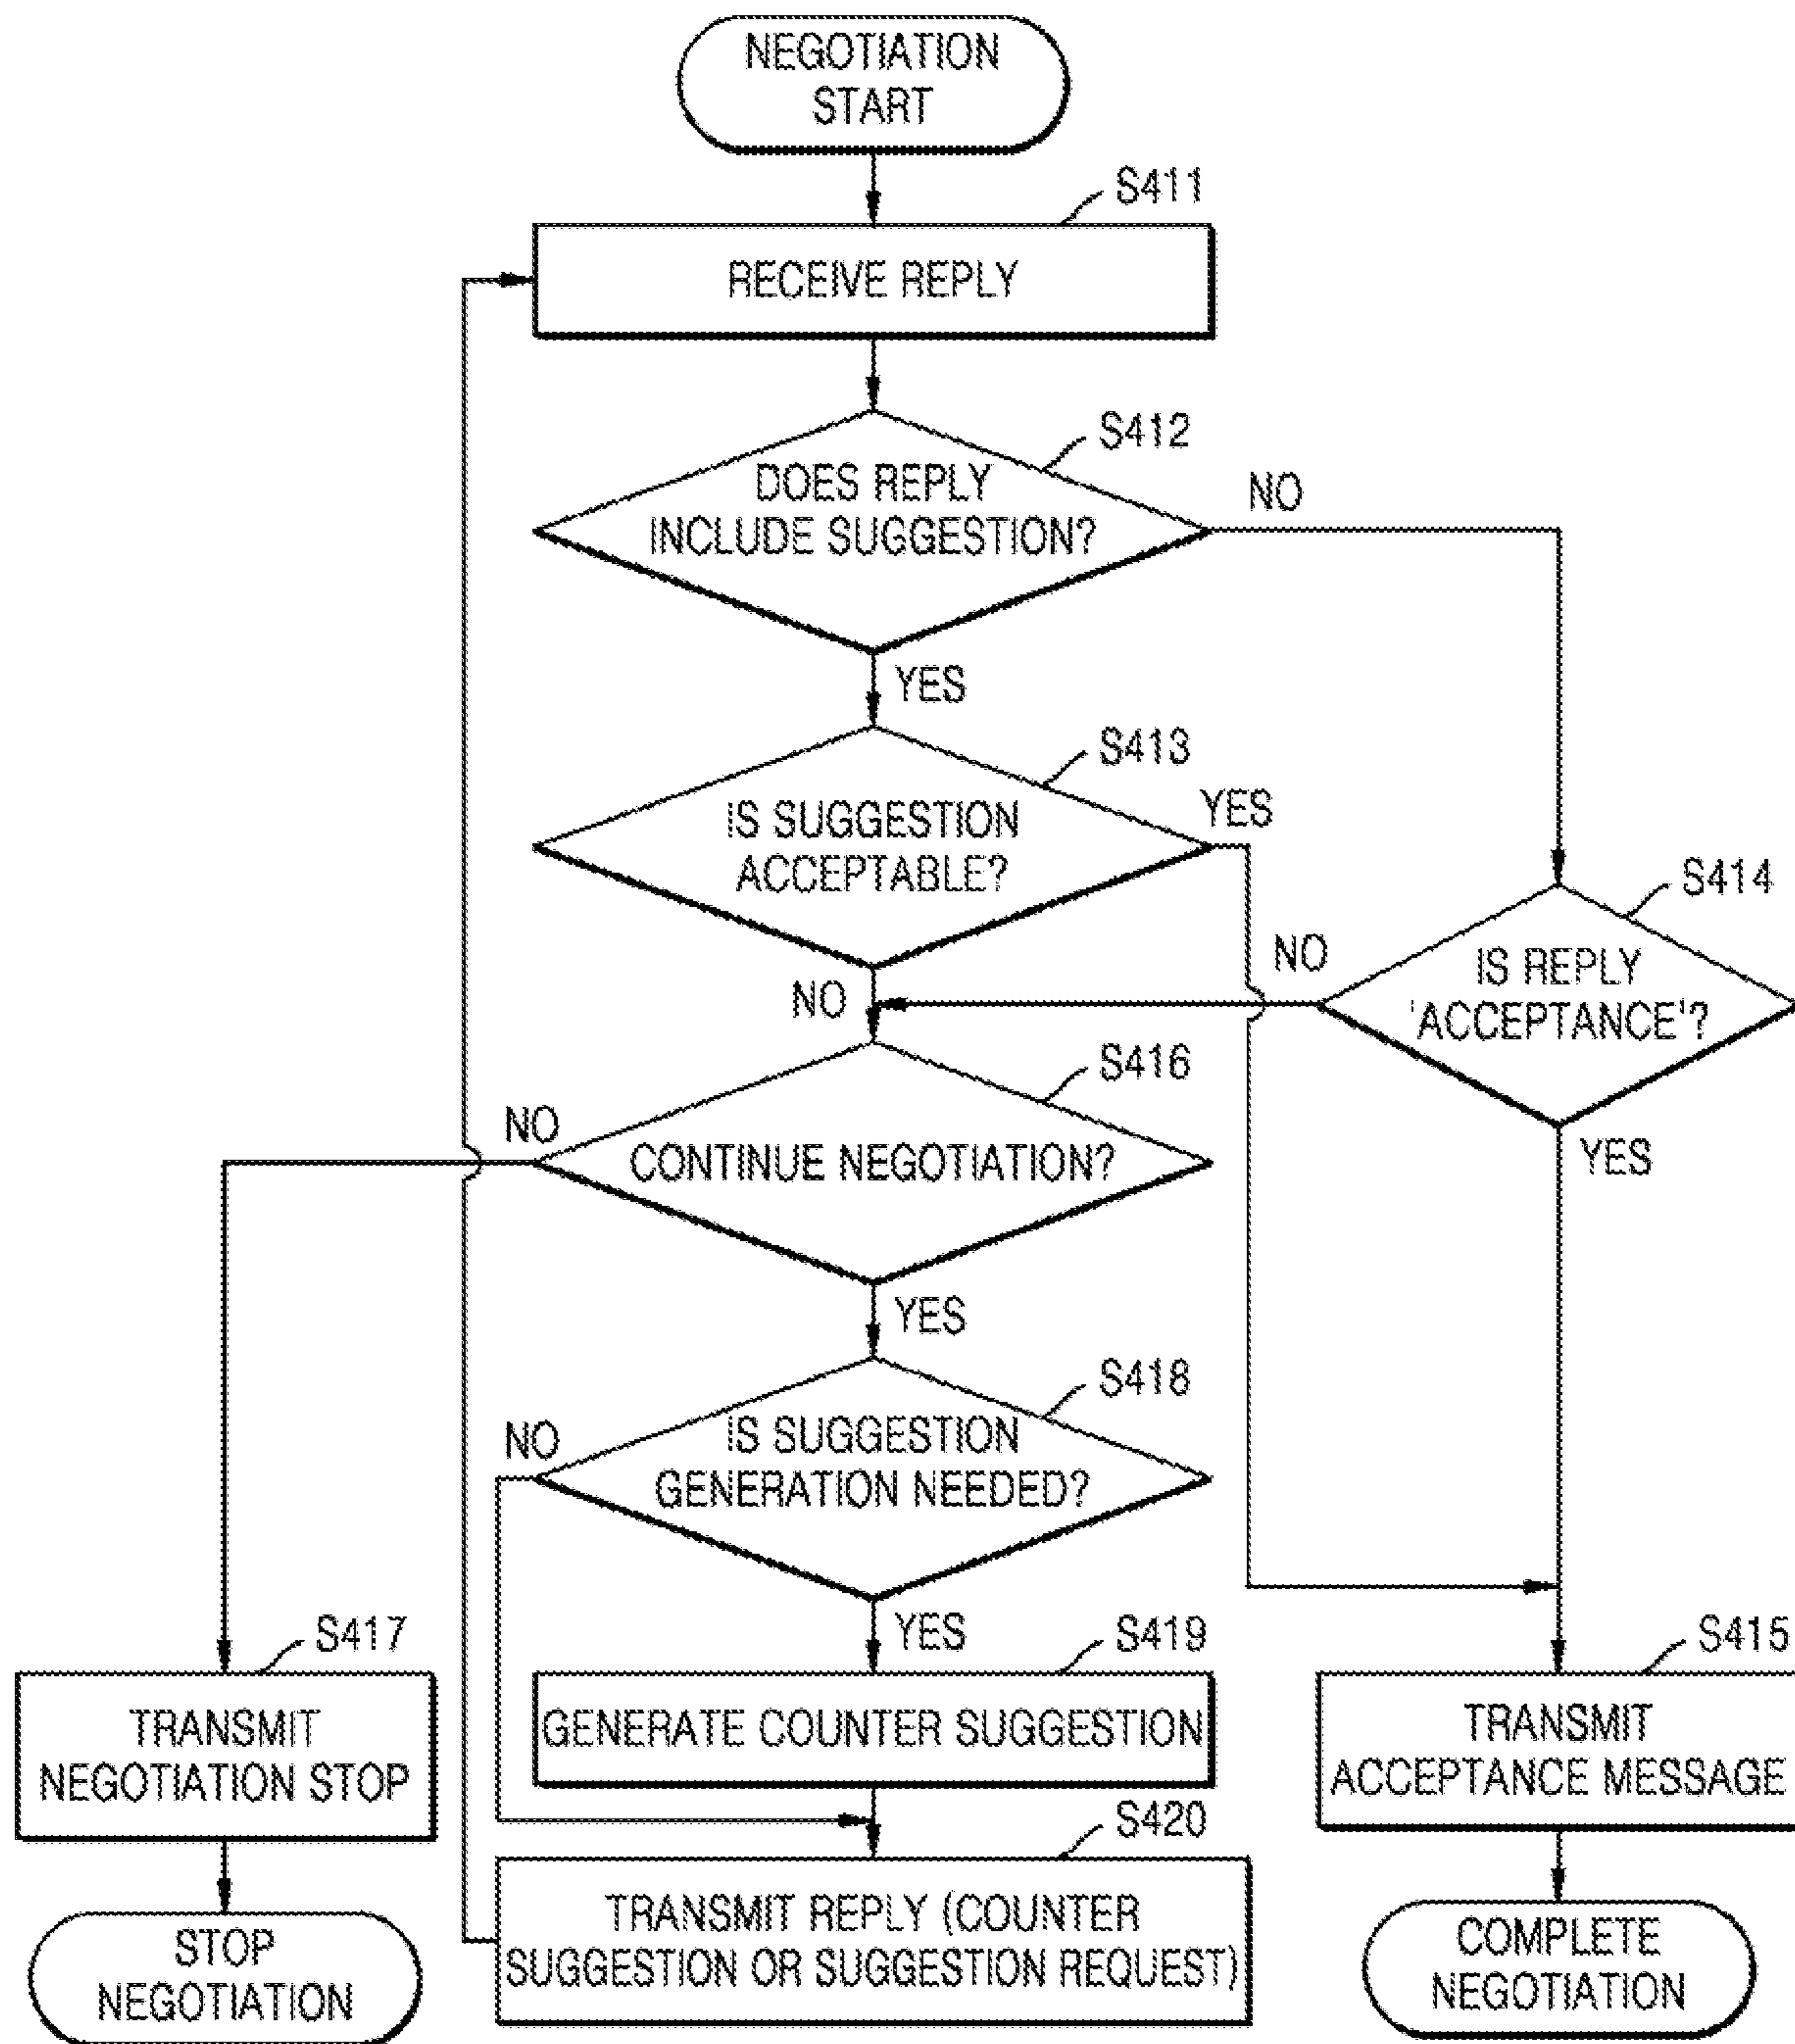 NEGOTIATION
START
S411
RECEIVE REPLY
S412
DOES REPLY
INCLUDE SUGGESTION?
NO
YES
S413
IS SUGGESTION
ACCEPTABLE?
YES
S414
NO
IS REPLY
'ACCEPTANCE'?
NO
YES
S416
NO
CONTINUE NEGOTIATION?
YES
S418
NO
IS SUGGESTION
GENERATION NEEDED?
YES
S417
S419
S415
TRANSMIT
NEGOTIATION STOP
GENERATE COUNTER SUGGESTION
TRANSMIT
ACCEPTANCE MESSAGE
S420
TRANSMIT REPLY (COUNTER
SUGGESTION OR SUGGESTION REQUEST)
STOP
NEGOTIATION
COMPLETE
NEGOTIATION